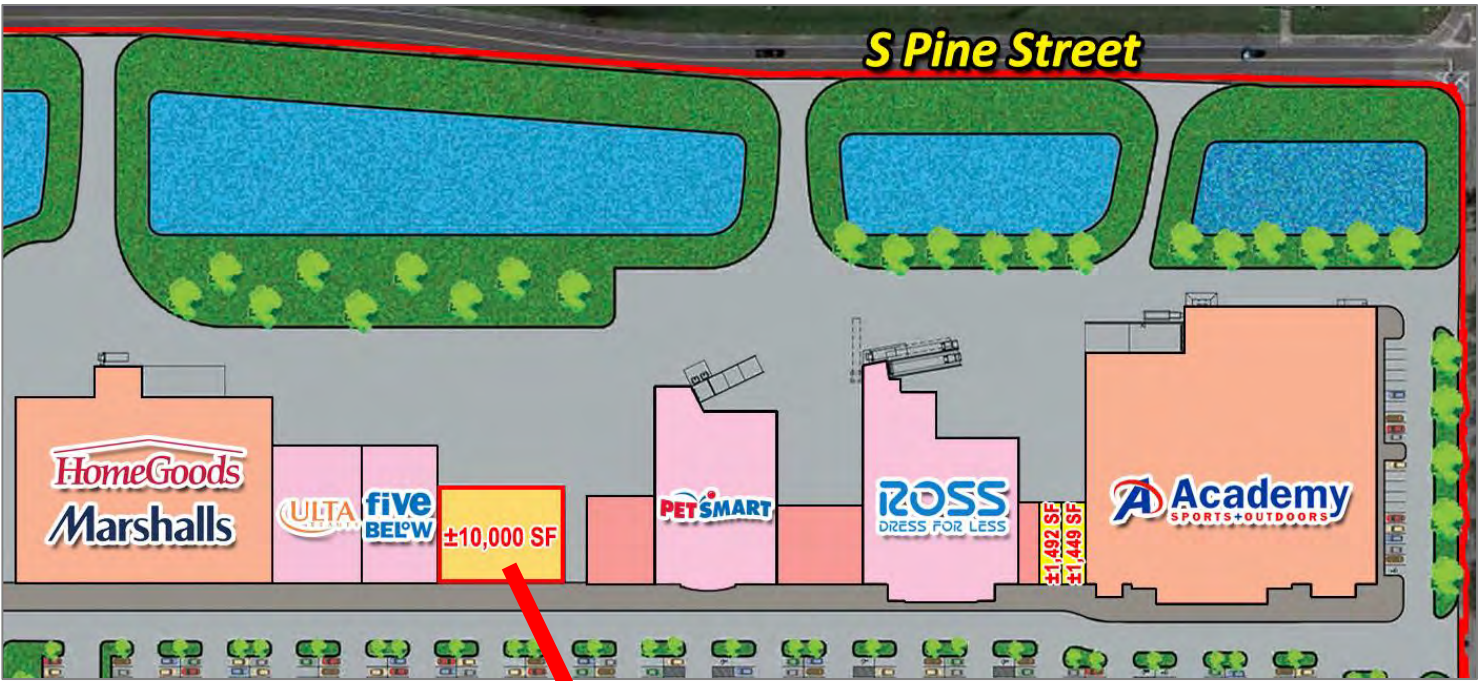 S Pine Street
HomeGoods
Marshalls
ULTA
BEAUTY
five
BELOW
±10,000 SF
PETSMART
ROSS
DRESS FOR LESS
±1,492 SF
±1,449 SF
Academy
SPORTS+OUTDOORS